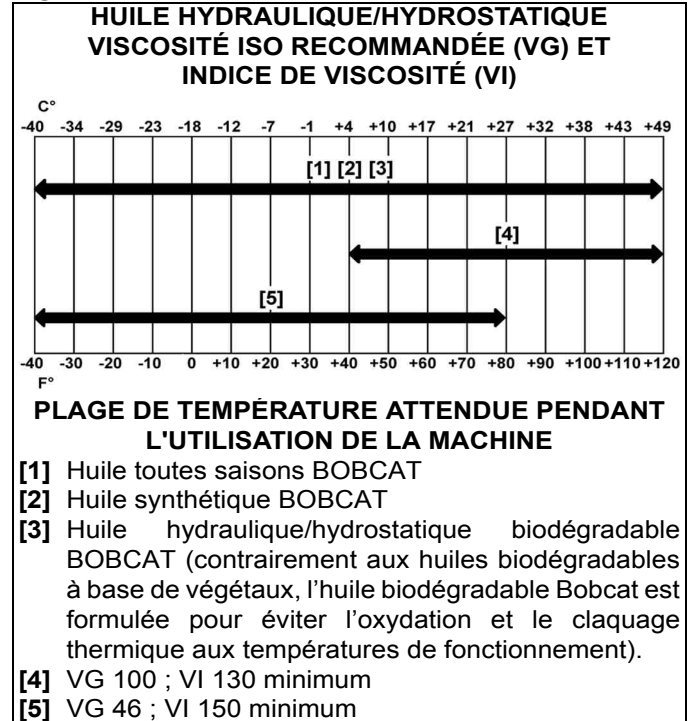 HUILE HYDRAULIQUE/HYDROSTATIQUE
VISCOSITÉ ISO RECOMMANDÉE (VG) ET
INDICE DE VISCOSITÉ (VI)
C°
-40 -34 -29 -23 -18 -12 -7 -1 +4 +10 +17 +21 +27 +32 +38 +43 +49
[1] [2] [3]
[4]
[5]
-40 -30 -20 -10 0 +10 +20 +30 +40 +50 +60 +70 +80 +90 +100 +110 +120
F°
PLAGE DE TEMPÉRATURE ATTENDUE PENDANT
L'UTILISATION DE LA MACHINE
[1] Huile toutes saisons BOBCAT
[2] Huile synthétique BOBCAT
[3] Huile hydraulique/hydrostatique biodégradable
BOBCAT (contrairement aux huiles biodégradables
à base de végétaux, l’huile biodégradable Bobcat est
formulée pour éviter l’oxydation et le claquage
thermique aux températures de fonctionnement).
[4] VG 100 ; VI 130 minimum
[5] VG 46 ; VI 150 minimum